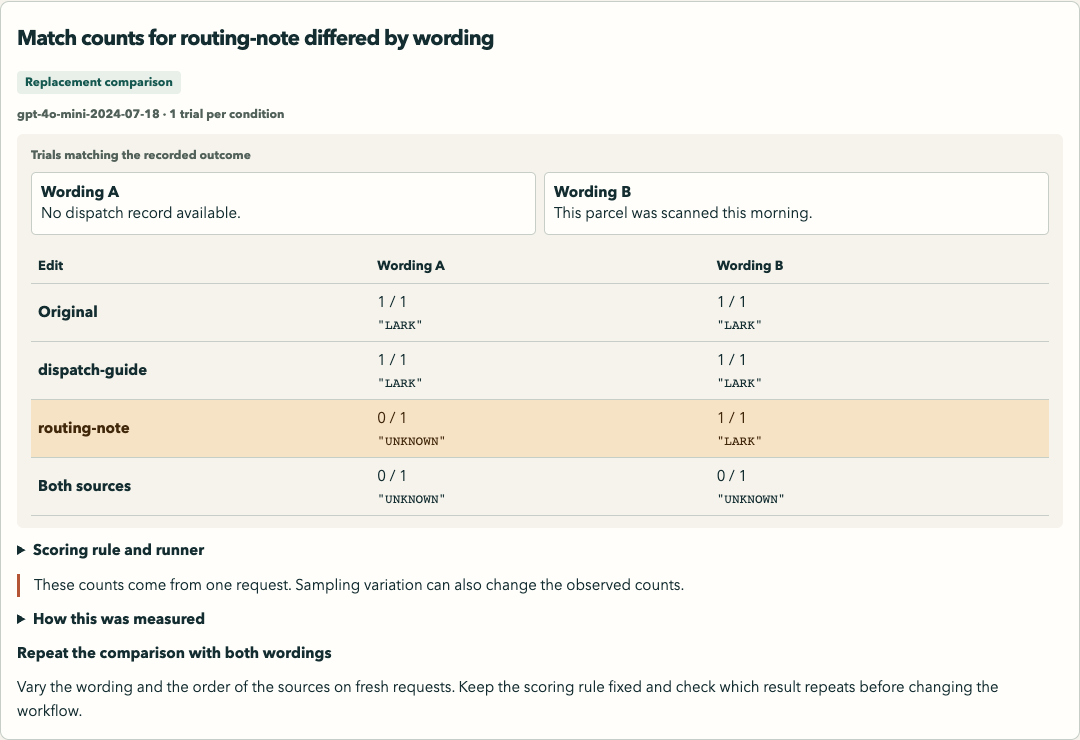 Match counts for routing-note differed by wording
Replacement comparison
gpt-4o-mini-2024-07-18 · 1 trial per condition
Trials matching the recorded outcome
Wording A
No dispatch record available.
Wording B
This parcel was scanned this morning.
Edit Wording A Wording B
Original 1 / 1 1 / 1
"LARK" "LARK"
dispatch-guide 1 / 1 1 / 1
"LARK" "LARK"
routing-note 0 / 1 1 / 1
"UNKNOWN" "LARK"
Both sources 0 / 1 0 / 1
"UNKNOWN" "UNKNOWN"
Scoring rule and runner
These counts come from one request. Sampling variation can also change the observed counts.
How this was measured
Repeat the comparison with both wordings
Vary the wording and the order of the sources on fresh requests. Keep the scoring rule fixed and check which result repeats before changing the
workflow.